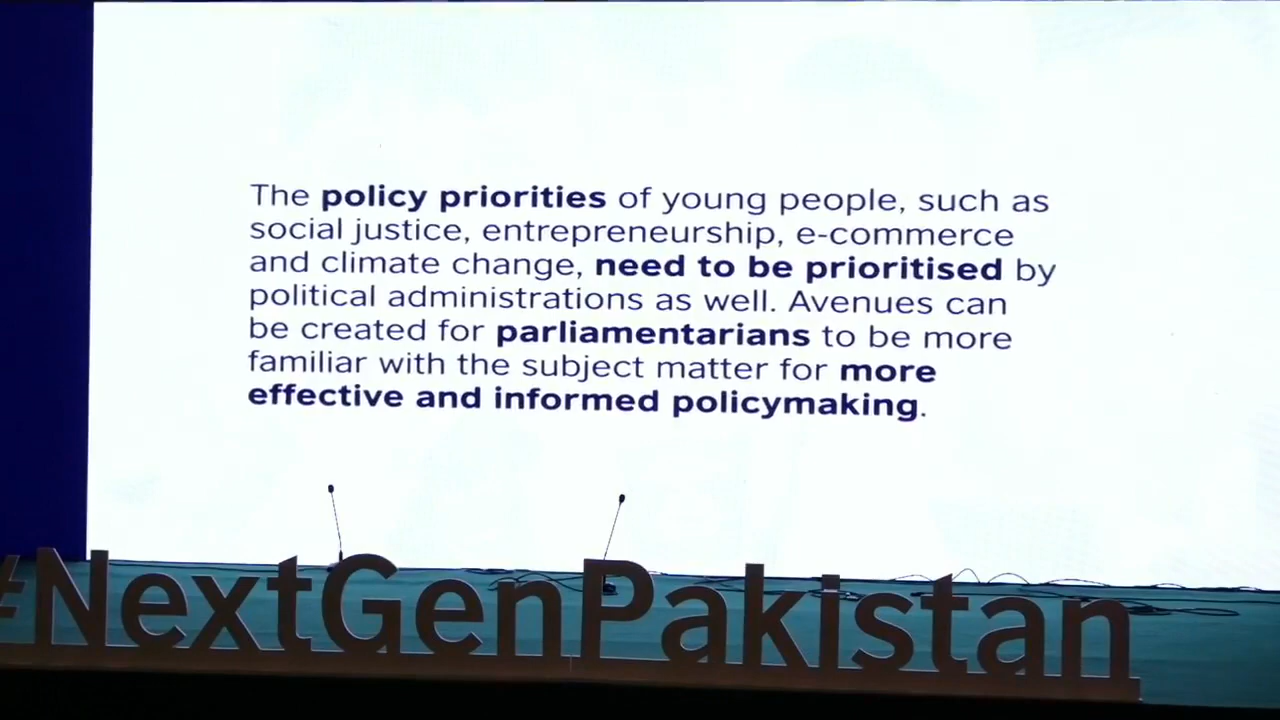 The policy priorities of young people, such as
social justice, entrepreneurship, e-commerce
and climate change, need to be prioritised by
political administrations as well. Avenues can
be created for parliamentarians to be more
familiar with the subject matter for more
effective and informed policymaking.
#NextGenPakistan